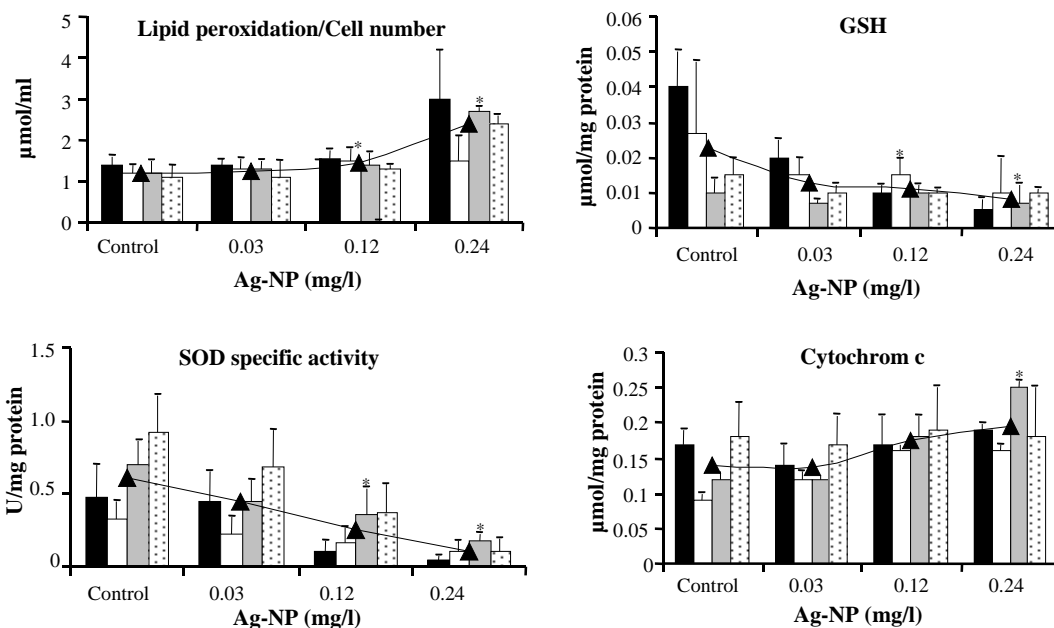 Lipid peroxidation/Cell number
µmol/ml
5
4
3
2
1
0
*
*
Control 0.03 0.12 0.24
Ag-NP (mg/l)
GSH
µmol/mg protein
0.06
0.05
0.04
0.03
0.02
0.01
0
*
*
Control 0.03 0.12 0.24
Ag-NP (mg/l)
SOD specific activity
U/mg protein
1.5
1.0
0.5
0
*
*
Control 0.03 0.12 0.24
Ag-NP (mg/l)
Cytochrom c
µmol/mg protein
0.3
0.25
0.2
0.15
0.1
0.05
0
*
Control 0.03 0.12 0.24
Ag-NP (mg/l)